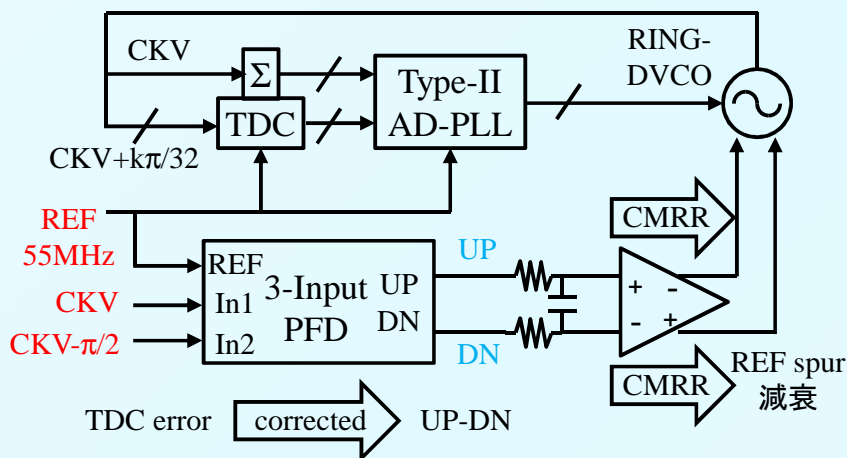 CKV
Σ
TDC
CKV+kπ/32
Type-II
AD-PLL
RING-
DVCO
REF
55MHz
CKV
CKV-π/2
REF
In1
In2
3-Input
PFD
UP
DN
UP
DN
+ -
- +
CMRR
CMRR
REF spur
減衰
TDC error
corrected
UP-DN